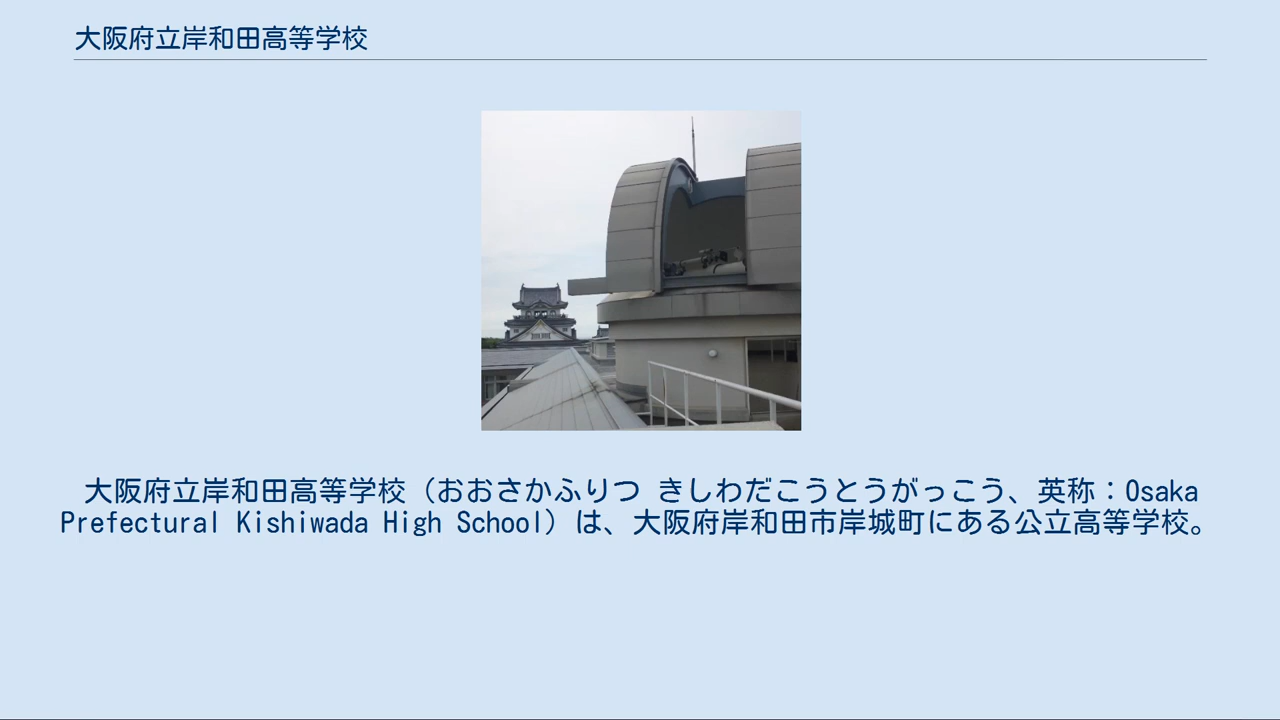 大阪府立岸和田高等学校
大阪府立岸和田高等学校（おおさかふりつ きしわだこうとうがっこう、英称：Osaka
Prefectural Kishiwada High School）は、大阪府岸和田市岸城町にある公立高等学校。